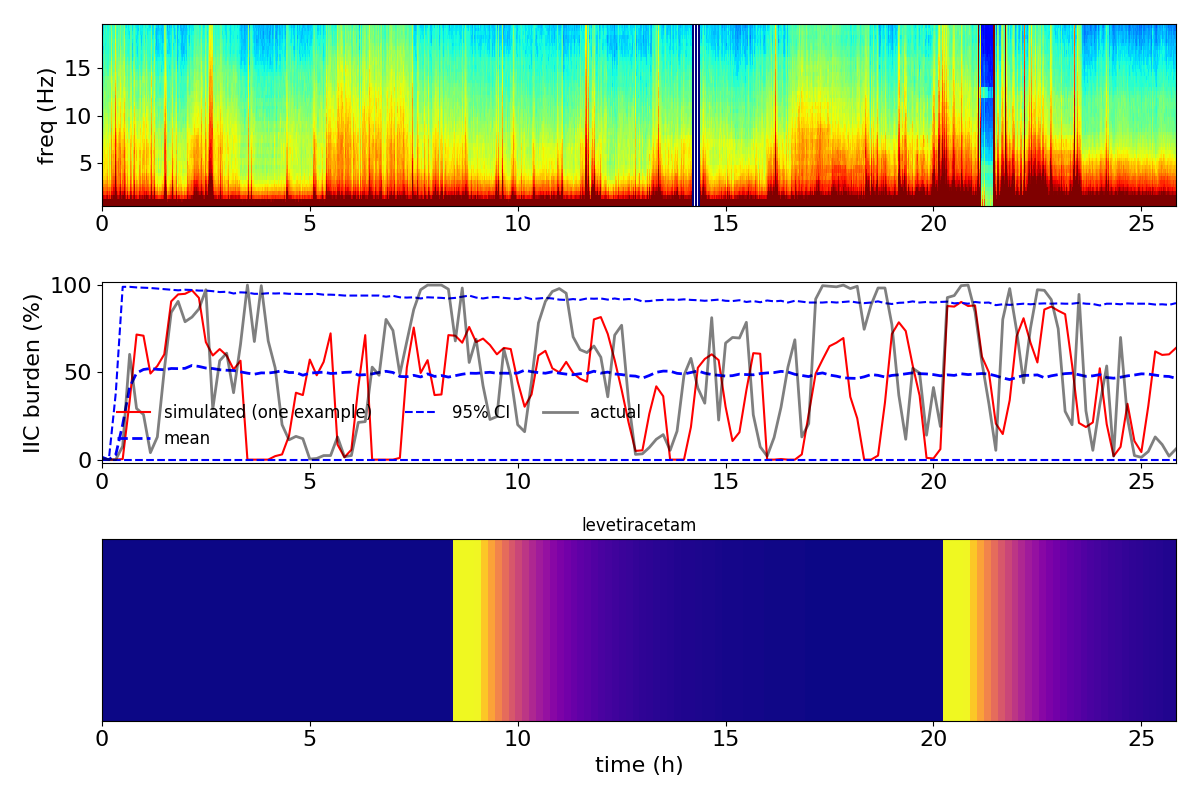 freq (Hz)
15
10
5
0 5 10 15 20 25
IIC burden (%)
100
50
0
simulated (one example) 95% CI actual
mean
0 5 10 15 20 25
levetiracetam
0 5 10 15 20 25
time (h)